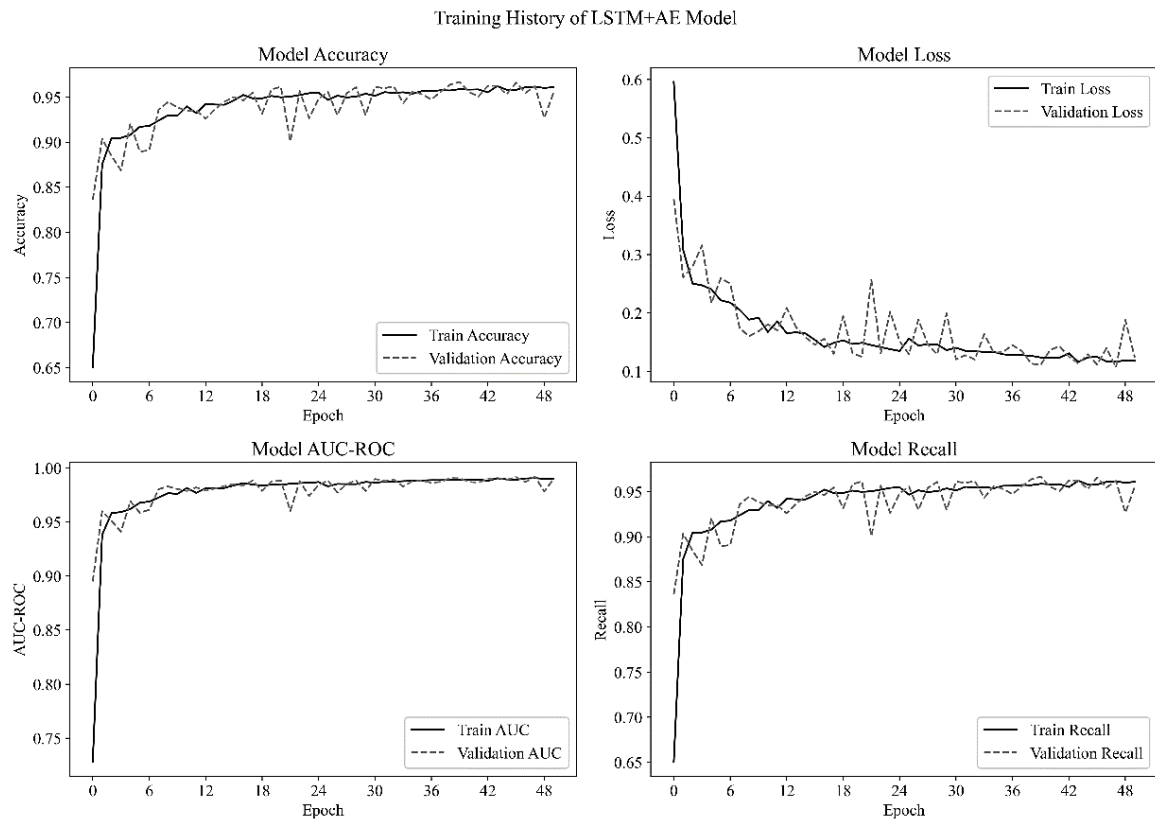 Training History of LSTM+AE Model
Model Accuracy
Accuracy
0.95
0.90
0.85
0.80
0.75
0.70
0.65
Train Accuracy
Validation Accuracy
0 6 12 18 24 30 36 42 48
Epoch
Model Loss
Loss
0.6
0.5
0.4
0.3
0.2
0.1
Train Loss
Validation Loss
0 6 12 18 24 30 36 42 48
Epoch
Model AUC-ROC
AUC-ROC
1.00
0.95
0.90
0.85
0.80
0.75
Train AUC
Validation AUC
0 6 12 18 24 30 36 42 48
Epoch
Model Recall
Recall
0.95
0.90
0.85
0.80
0.75
0.70
0.65
Train Recall
Validation Recall
0 6 12 18 24 30 36 42 48
Epoch